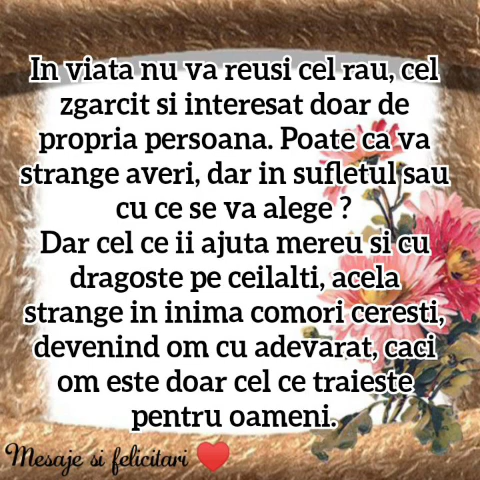 In viata nu va reusi cel rau, cel
zgarcit si interesat doar de
propria persoana. Poate ca va
strange averi, dar in sufletul sau
cu ce se va alege ?
Dar cel ce ii ajuta mereu si cu
dragoste pe ceilalti, acela
strange in inima comori ceresti,
devenind om cu adevarat, caci
om este doar cel ce traieste
pentru oameni.
Mesaje si felicitari ❤